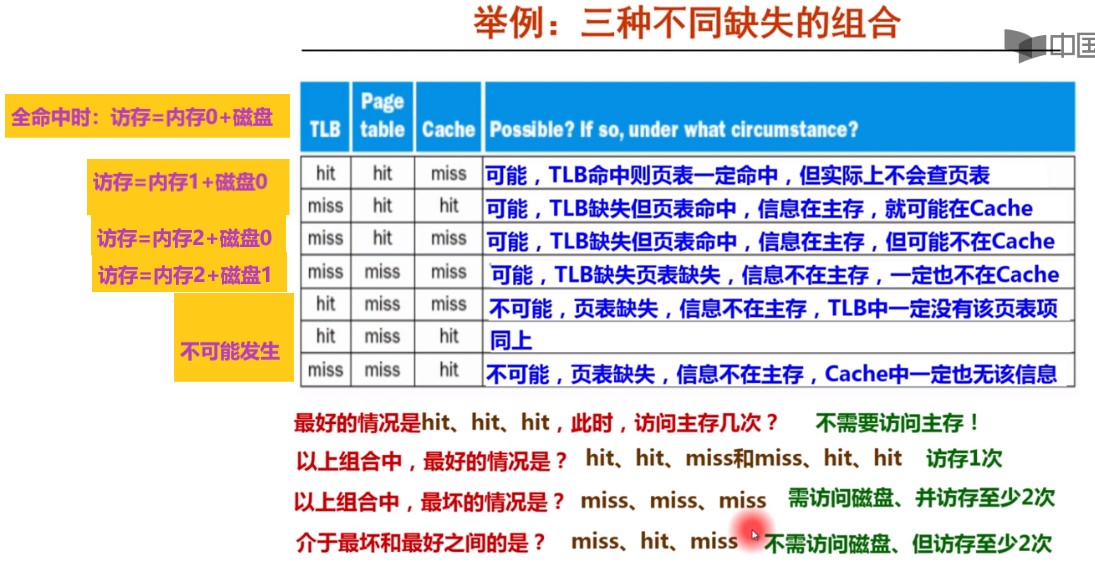 举例：三种不同缺失的组合
中国
全命中时：访存=内存0+磁盘
TLB Page table Cache Possible? If so, under what circumstance?
访存=内存1+磁盘0
hit hit miss 可能，TLB命中则页表一定命中，但实际上不会查页表
miss hit hit 可能，TLB缺失但页表命中，信息在主存，就可能在Cache
访存=内存2+磁盘0
miss hit miss 可能，TLB缺失但页表命中，信息在主存，但可能不在Cache
访存=内存2+磁盘1
miss miss miss 可能，TLB缺失页表缺失，信息不在主存，一定也不在Cache
hit miss miss 不可能，页表缺失，信息不在主存，TLB中一定没有该页表项
不可能发生
hit miss hit 同上
miss miss hit 不可能，页表缺失，信息不在主存，Cache中一定也无该信息
最好的情况是hit、hit、hit，此时，访问主存几次？ 不需要访问主存！
以上组合中，最好的情况是？ hit、hit、miss和miss、hit、hit 访存1次
以上组合中，最坏的情况是？ miss、miss、miss 需访问磁盘、并访存至少2次
介于最坏和最好之间的是？ miss、hit、miss 不需访问磁盘、但访存至少2次